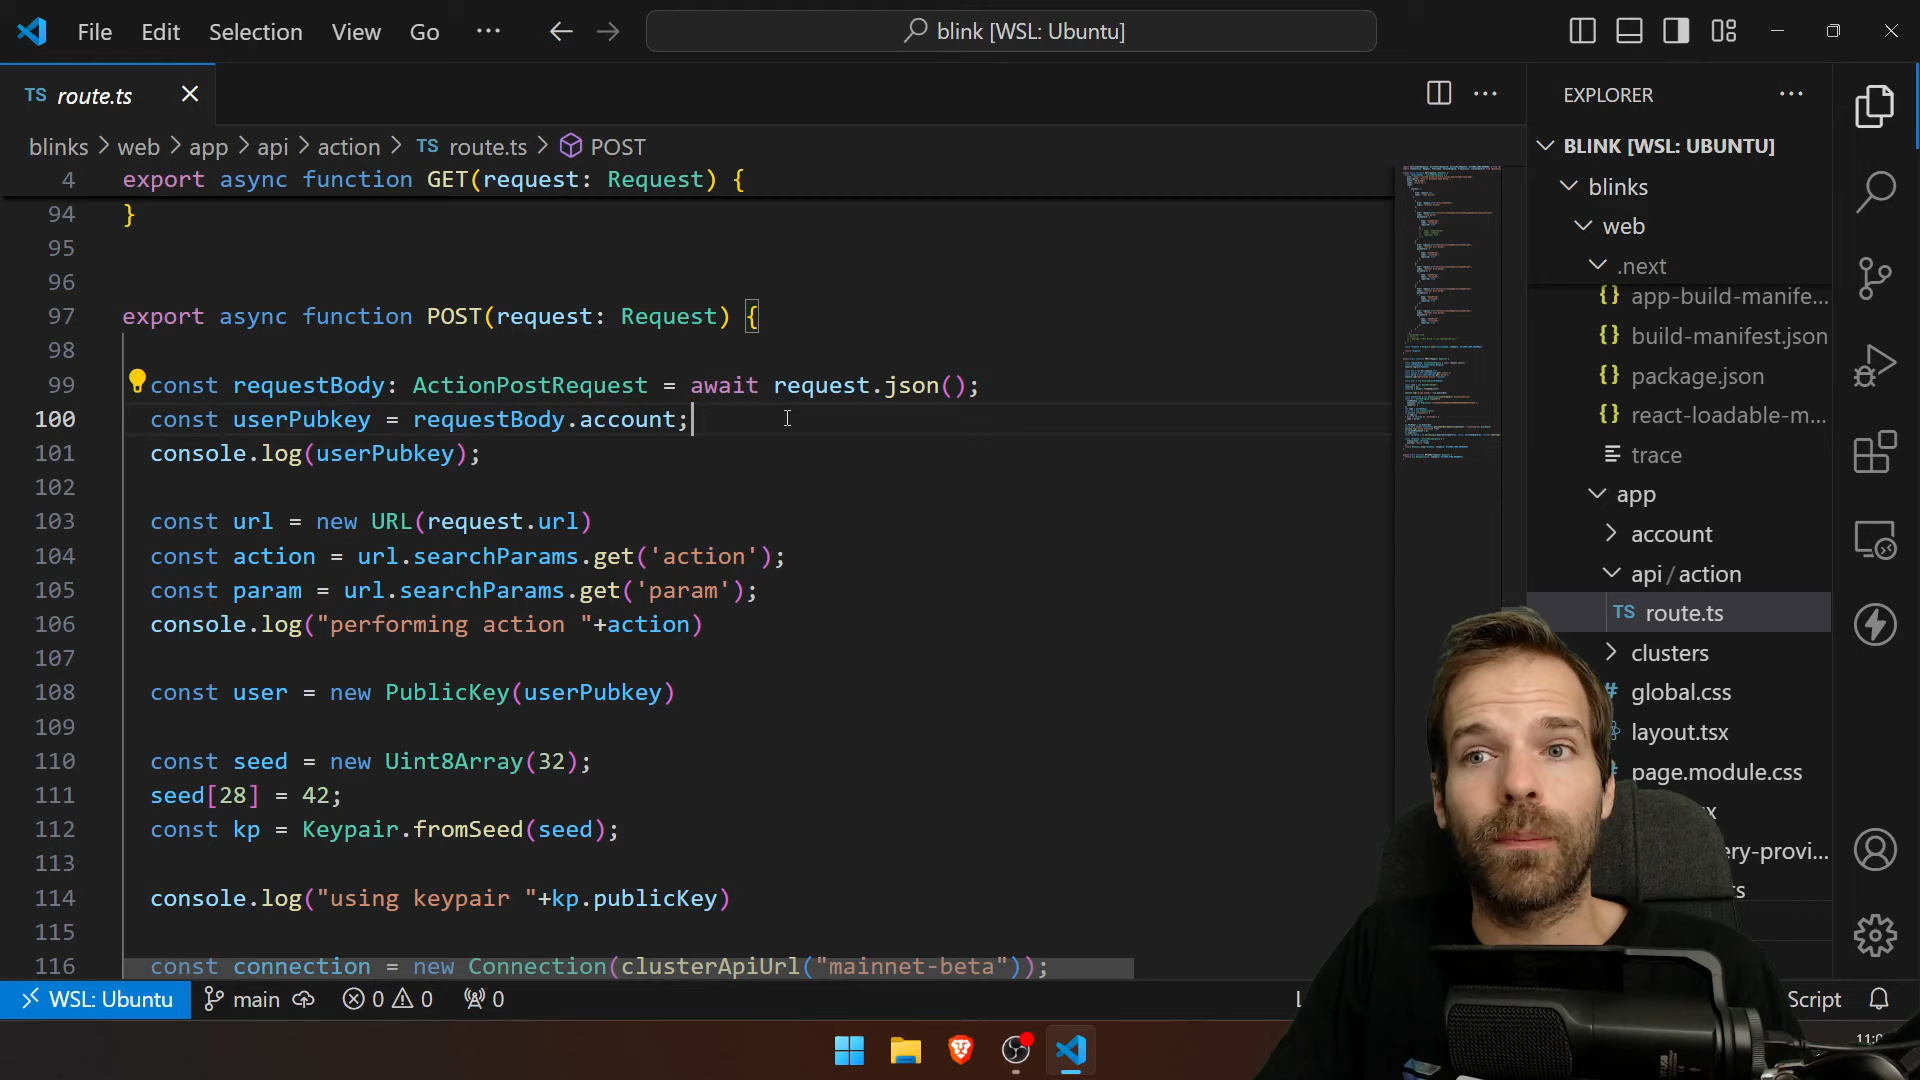 File Edit Selection View Go ··· blink [WSL: Ubuntu]
TS route.ts
blinks > web > app > api > action > TS route.ts > POST
4 export async function GET(request: Request) {
94 }
95
96
97 export async function POST(request: Request) {
98
99 const requestBody: ActionPostRequest = await request.json();
100 const userPubkey = requestBody.account;
101 console.log(userPubkey);
102
103 const url = new URL(request.url)
104 const action = url.searchParams.get('action');
105 const param = url.searchParams.get('param');
106 console.log("performing action "+action)
107
108 const user = new PublicKey(userPubkey)
109
110 const seed = new Uint8Array(32);
111 seed[28] = 42;
112 const kp = Keypair.fromSeed(seed);
113
114 console.log("using keypair "+kp.publicKey)
115
116 const connection = new Connection(clusterApiUrl("mainnet-beta"));
EXPLORER ···
BLINK [WSL: UBUNTU]
blinks
web
.next
{} app-build-manife...
{} build-manifest.json
{} package.json
{} react-loadable-m...
trace
app
account
api / action
TS route.ts
clusters
# global.css
layout.tsx
page.module.css
ery-provi...
WSL: Ubuntu main 0 0 0 Script